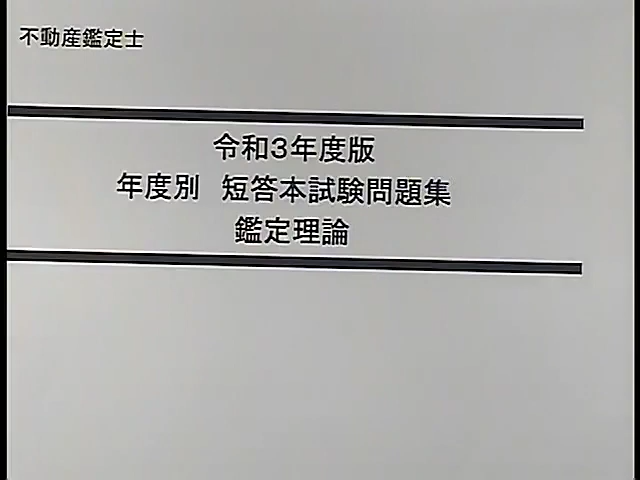 不動産鑑定士
令和3年度版
年度別 短答本試験問題集
鑑定理論